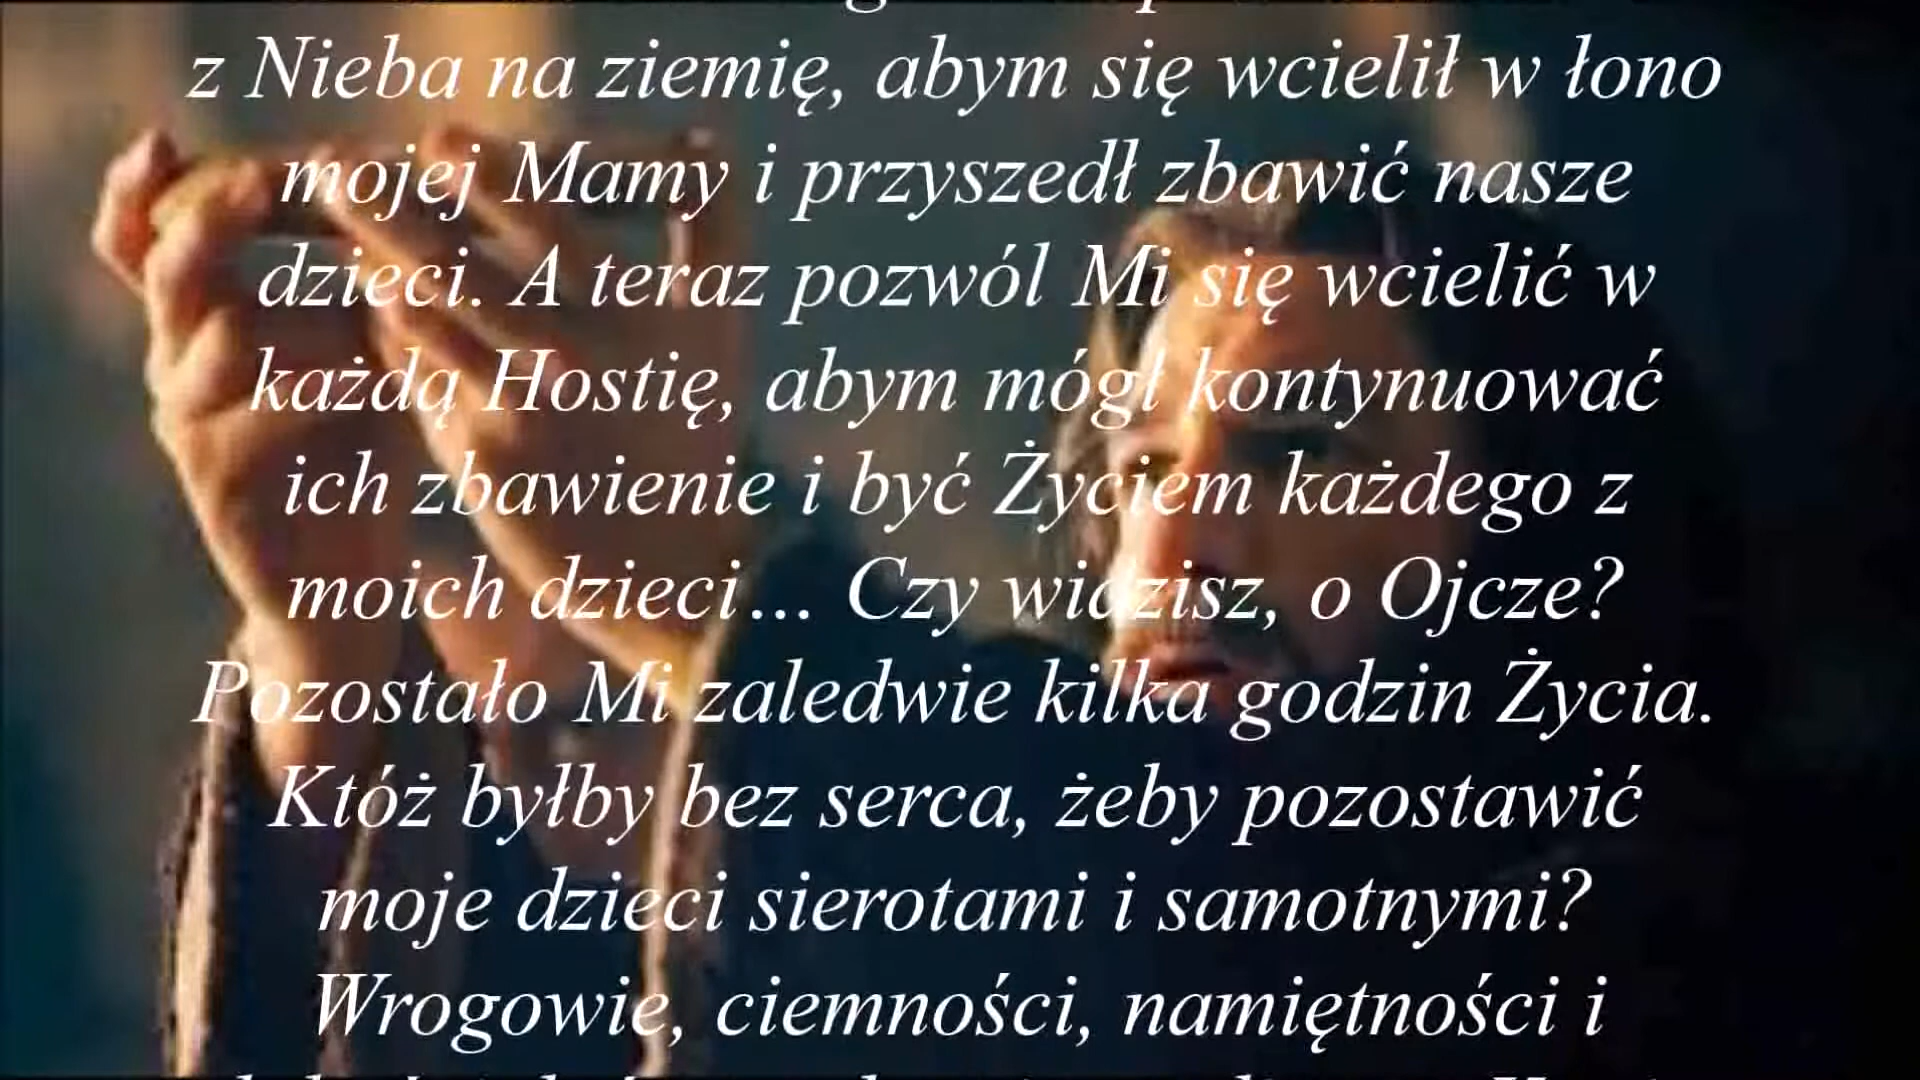 z Nieba na ziemię, abym się wcielił w łono
mojej Mamy i przyszedł zbawić nasze
dzieci. A teraz pozwól Mi się wcielić w
każdą Hostię, abym mógł kontynuować
ich zbawienie i być Życiem każdego z
moich dzieci… Czy widzisz, o Ojcze?
Pozostało Mi zaledwie kilka godzin Życia.
Któż byłby bez serca, żeby pozostawić
moje dzieci sierotami i samotnymi?
Wrogowie, ciemności, namiętności i